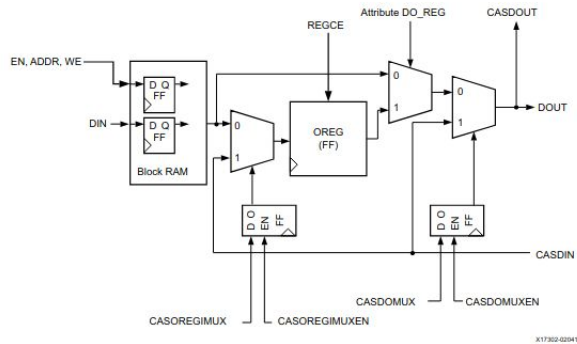 CASDOUT
Attribute DO_REG
REGCE
EN, ADDR, WE
D Q
FF
0
0
DOUT
DIN
D Q
FF
0
1
OREG
(FF)
1
1
Block RAM
D O
EN
FF
D O
EN
FF
CASDIN
CASDOMUX
CASDOMUXEN
CASOREGIMUX
CASOREGIMUXEN
X17302-02041